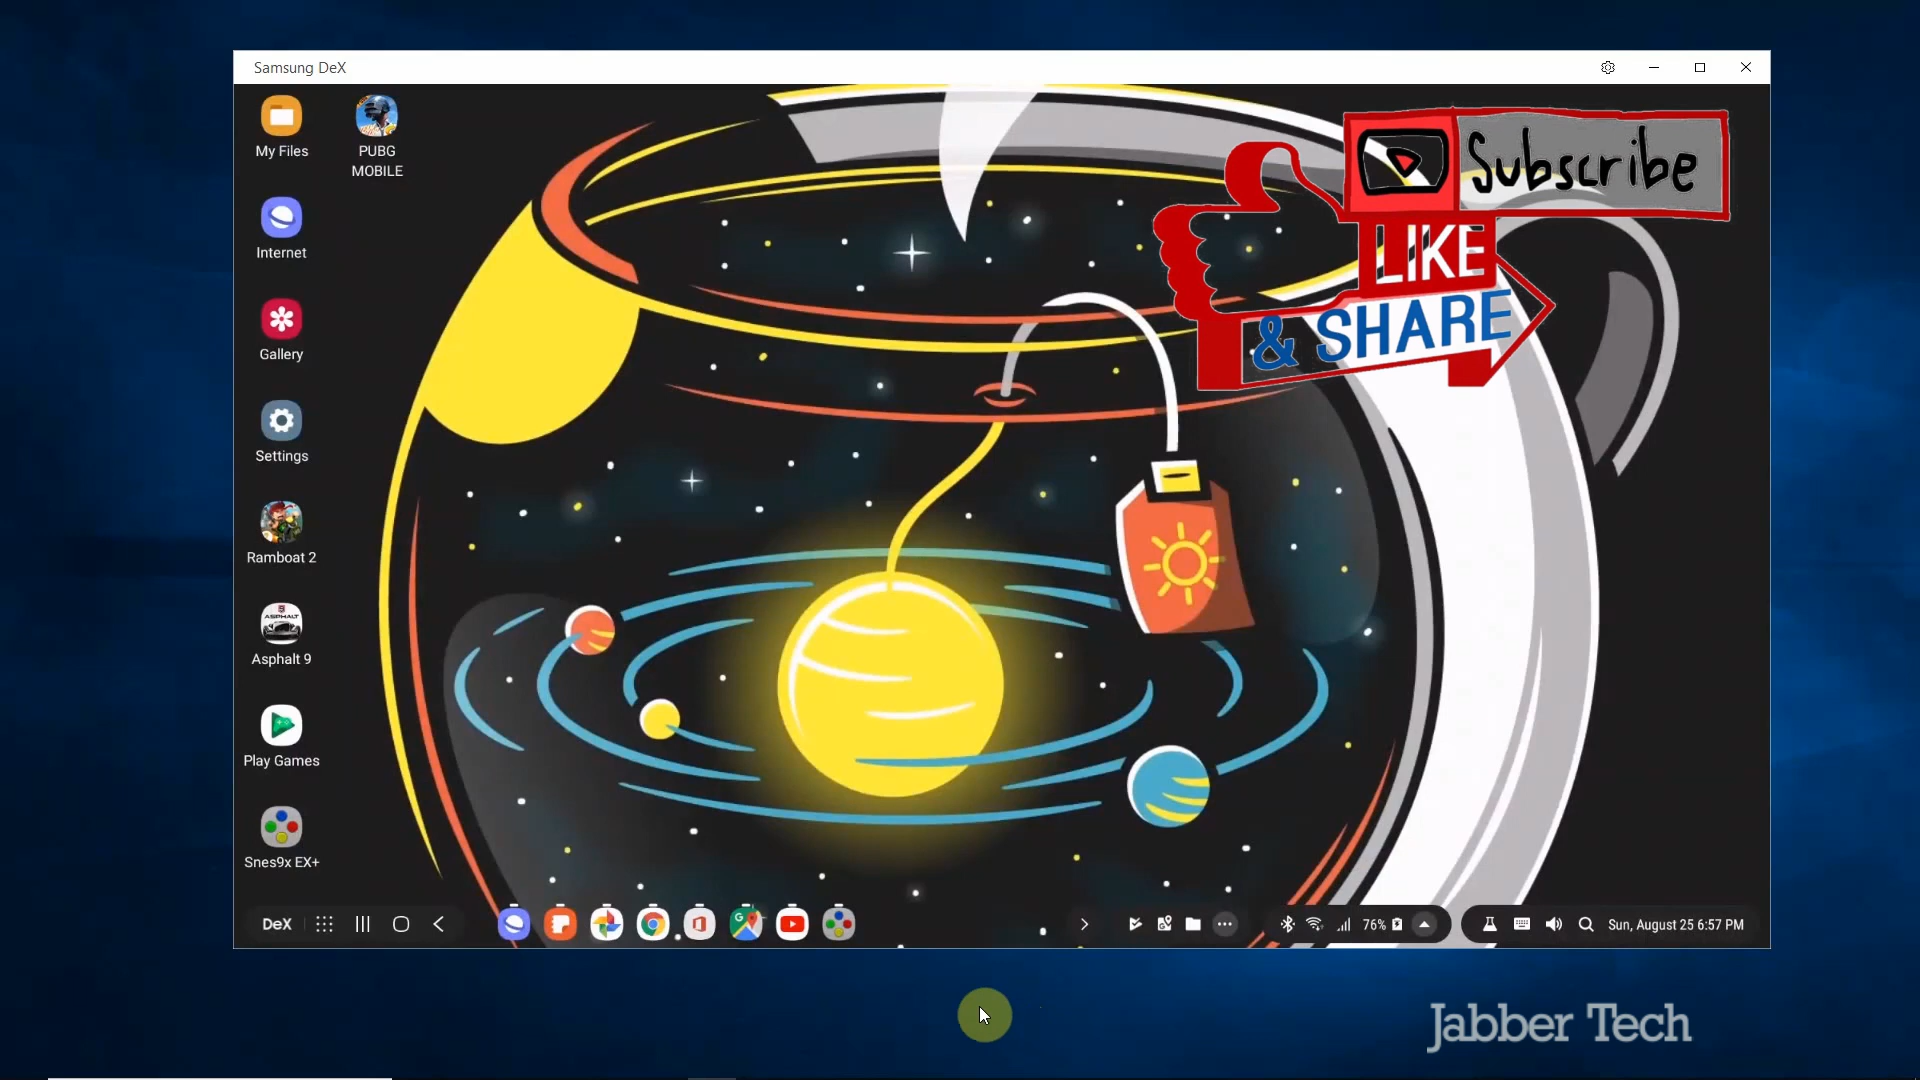 Samsung DeX
My Files
PUBG
MOBILE
Subscribe
Internet
LIKE
& SHARE
Gallery
Settings
Ramboat 2
ASPHALT
Asphalt 9
Play Games
Snes9x EX+
DeX
G
76%
Sun, August 25 6:57 PM
Jabber Tech